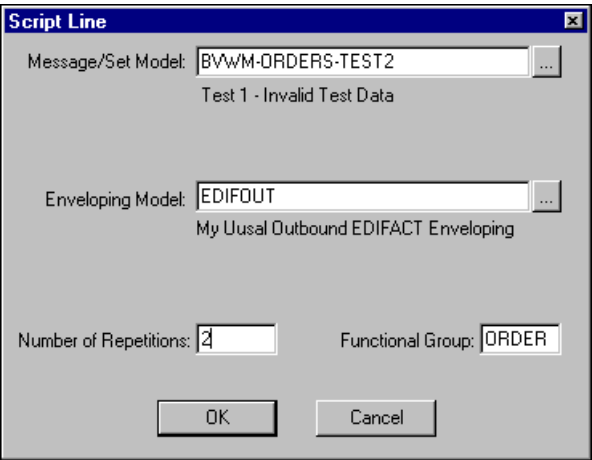 Script Line
Message/Set Model: BVWM-ORDERS-TEST2 ...
Test 1 - Invalid Test Data
Enveloping Model: EDIFOUT ...
My Uusal Outbound EDIFACT Enveloping
Number of Repetitions: 2 Functional Group: ORDER
OK Cancel